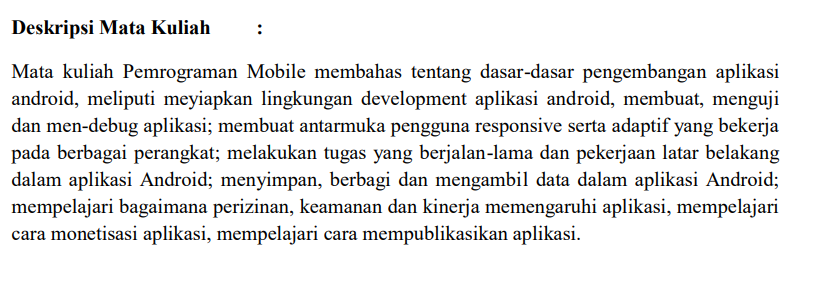 Deskripsi Mata Kuliah :
Mata kuliah Pemrograman Mobile membahas tentang dasar-dasar pengembangan aplikasi
android, meliputi meyiapkan lingkungan development aplikasi android, membuat, menguji
dan men-debug aplikasi; membuat antarmuka pengguna responsive serta adaptif yang bekerja
pada berbagai perangkat; melakukan tugas yang berjalan-lama dan pekerjaan latar belakang
dalam aplikasi Android; menyimpan, berbagi dan mengambil data dalam aplikasi Android;
mempelajari bagaimana perizinan, keamanan dan kinerja memengaruhi aplikasi, mempelajari
cara monetisasi aplikasi, mempelajari cara mempublikasikan aplikasi.